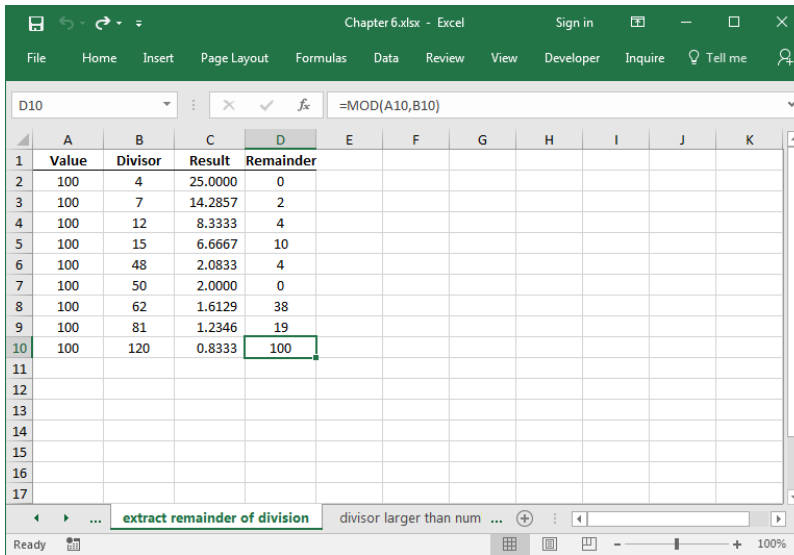 Chapter 6.xlsx - Excel Sign in
File Home Insert Page Layout Formulas Data Review View Developer Inquire Tell me
D10 fx =MOD(A10,B10)
A B C D E F G H I J K
1 Value Divisor Result Remainder
2 100 4 25.0000 0
3 100 7 14.2857 2
4 100 12 8.3333 4
5 100 15 6.6667 10
6 100 48 2.0833 4
7 100 50 2.0000 0
8 100 62 1.6129 38
9 100 81 1.2346 19
10 100 120 0.8333 100
11
12
13
14
15
16
17
... extract remainder of division divisor larger than num ...
Ready 100%